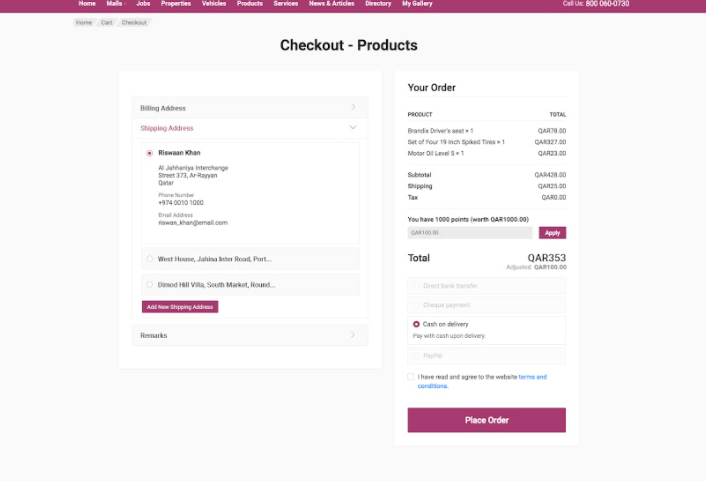 Home Malls Jobs Properties Vehicles Products Services News & Articles Directory My Gallery Call Us: 800 060-0730
Home Cart Checkout
Checkout - Products
Billing Address
Shipping Address
Riswaan Khan
Al Jahhaniya Interchange
Street 373, Ar-Rayyan
Qatar
Phone Number
+974 0010 1000
Email Address
riswan_khan@email.com
West House, Jahina Inter Road, Port...
Dimod Hill Villa, South Market, Round...
Add New Shipping Address
Remarks
Your Order
PRODUCT TOTAL
Brandix Driver's seat × 1 QAR78.00
Set of Four 19 Inch Spiked Tires × 1 QAR327.00
Motor Oil Level 5 × 1 QAR23.00
Subtotal QAR428.00
Shipping QAR25.00
Tax QAR0.00
You have 1000 points (worth QAR1000.00)
QAR100.00 Apply
Total QAR353
Adjusted QAR100.00
Direct bank transfer
Cheque payment
Cash on delivery
Pay with cash upon delivery.
PayPal
I have read and agree to the website terms and
conditions.
Place Order